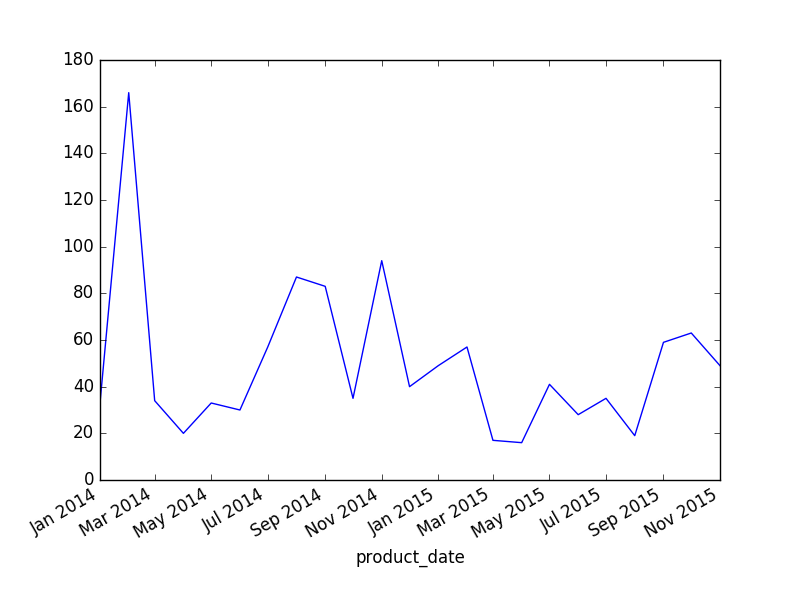 180
160
140
120
100
80
60
40
20
0
Jan 2014
Mar 2014
May 2014
Jul 2014
Sep 2014
Nov 2014
Jan 2015
Mar 2015
May 2015
Jul 2015
Sep 2015
Nov 2015
product_date